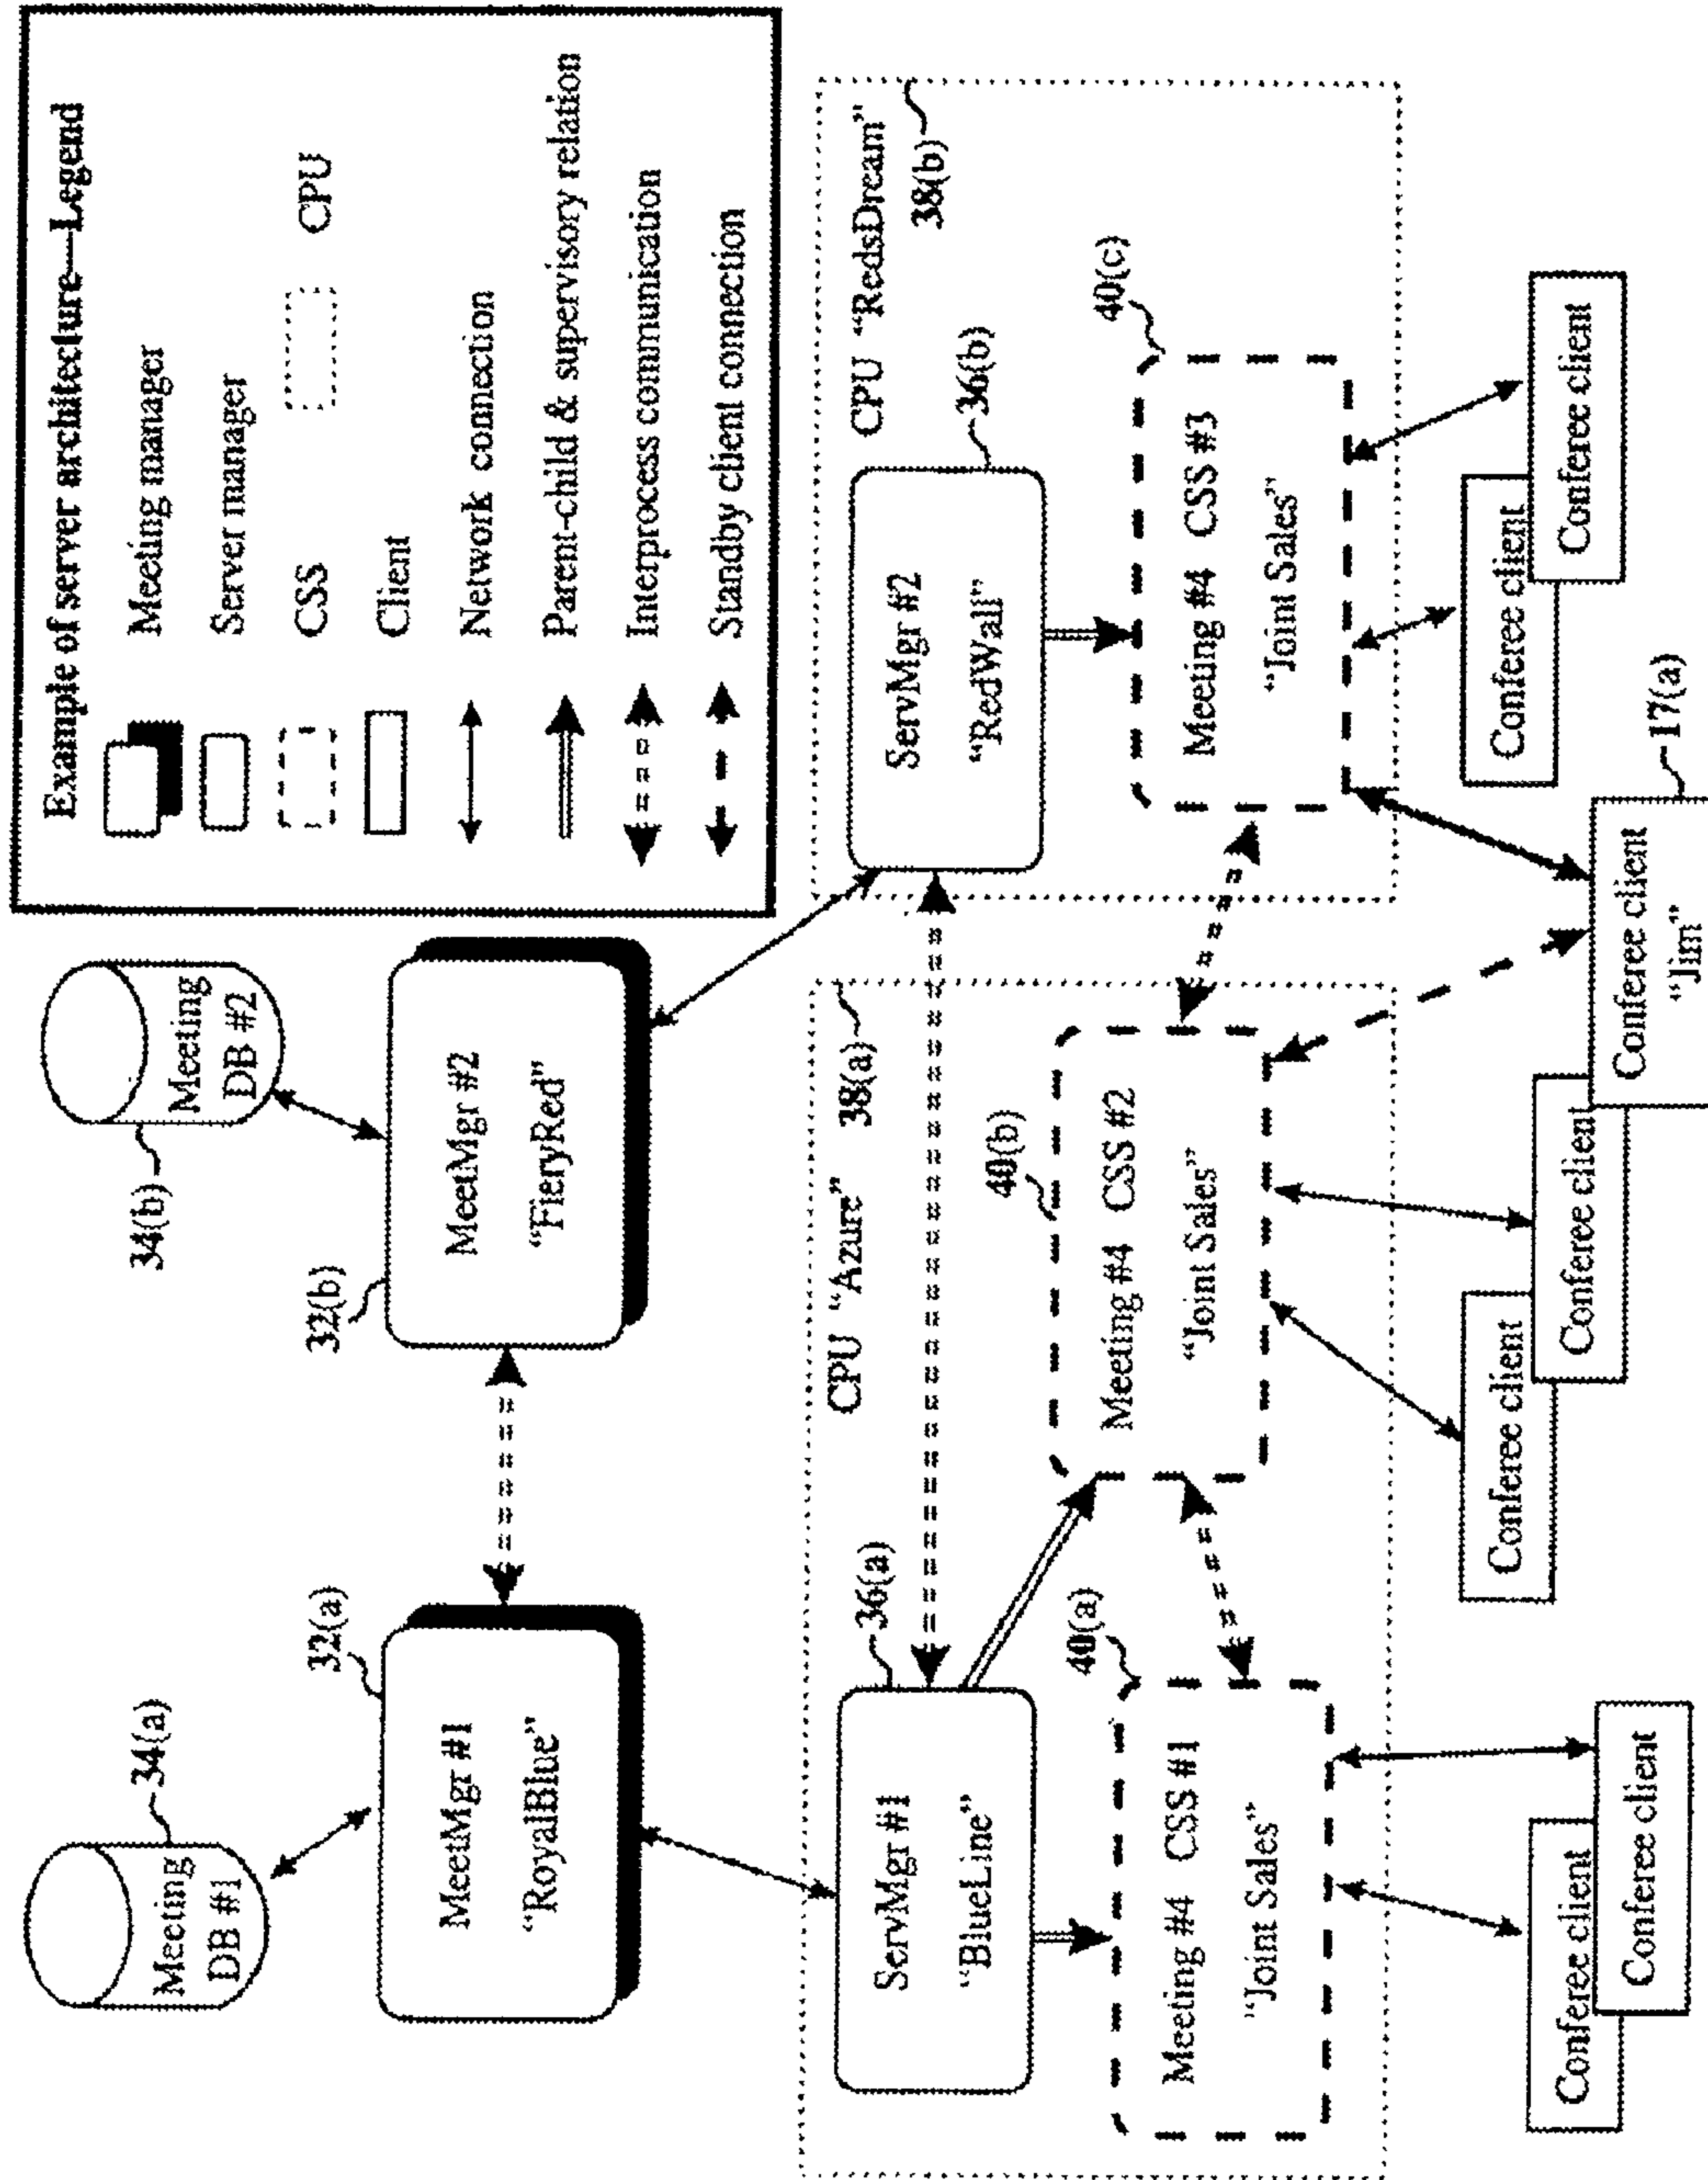 Example of server architecture—Legend
Meeting manager
Server manager
CSS
CPU
Client
Network connection
Parent-child & supervisory relation
Interprocess communication
Standby client connection
34(a)
Meeting
DB #1
34(b)
Meeting
DB #2
32(a)
MeetMgr #1
“RoyalBlue”
32(b)
MeetMgr #2
“FieryRed”
CPU “Azure”
38(a)
CPU “RedsDream”
38(b)
36(a)
ServMgr #1
“BlueLine”
36(b)
ServMgr #2
“RedWall”
40(a)
Meeting #4 CSS #1
“Joint Sales”
40(b)
Meeting #4 CSS #2
“Joint Sales”
40(c)
Meeting #4 CSS #3
“Joint Sales”
Conferee client
Conferee client
Conferee client
Conferee client
Conferee client
“Jim”
17(a)
Conferee client
Conferee client